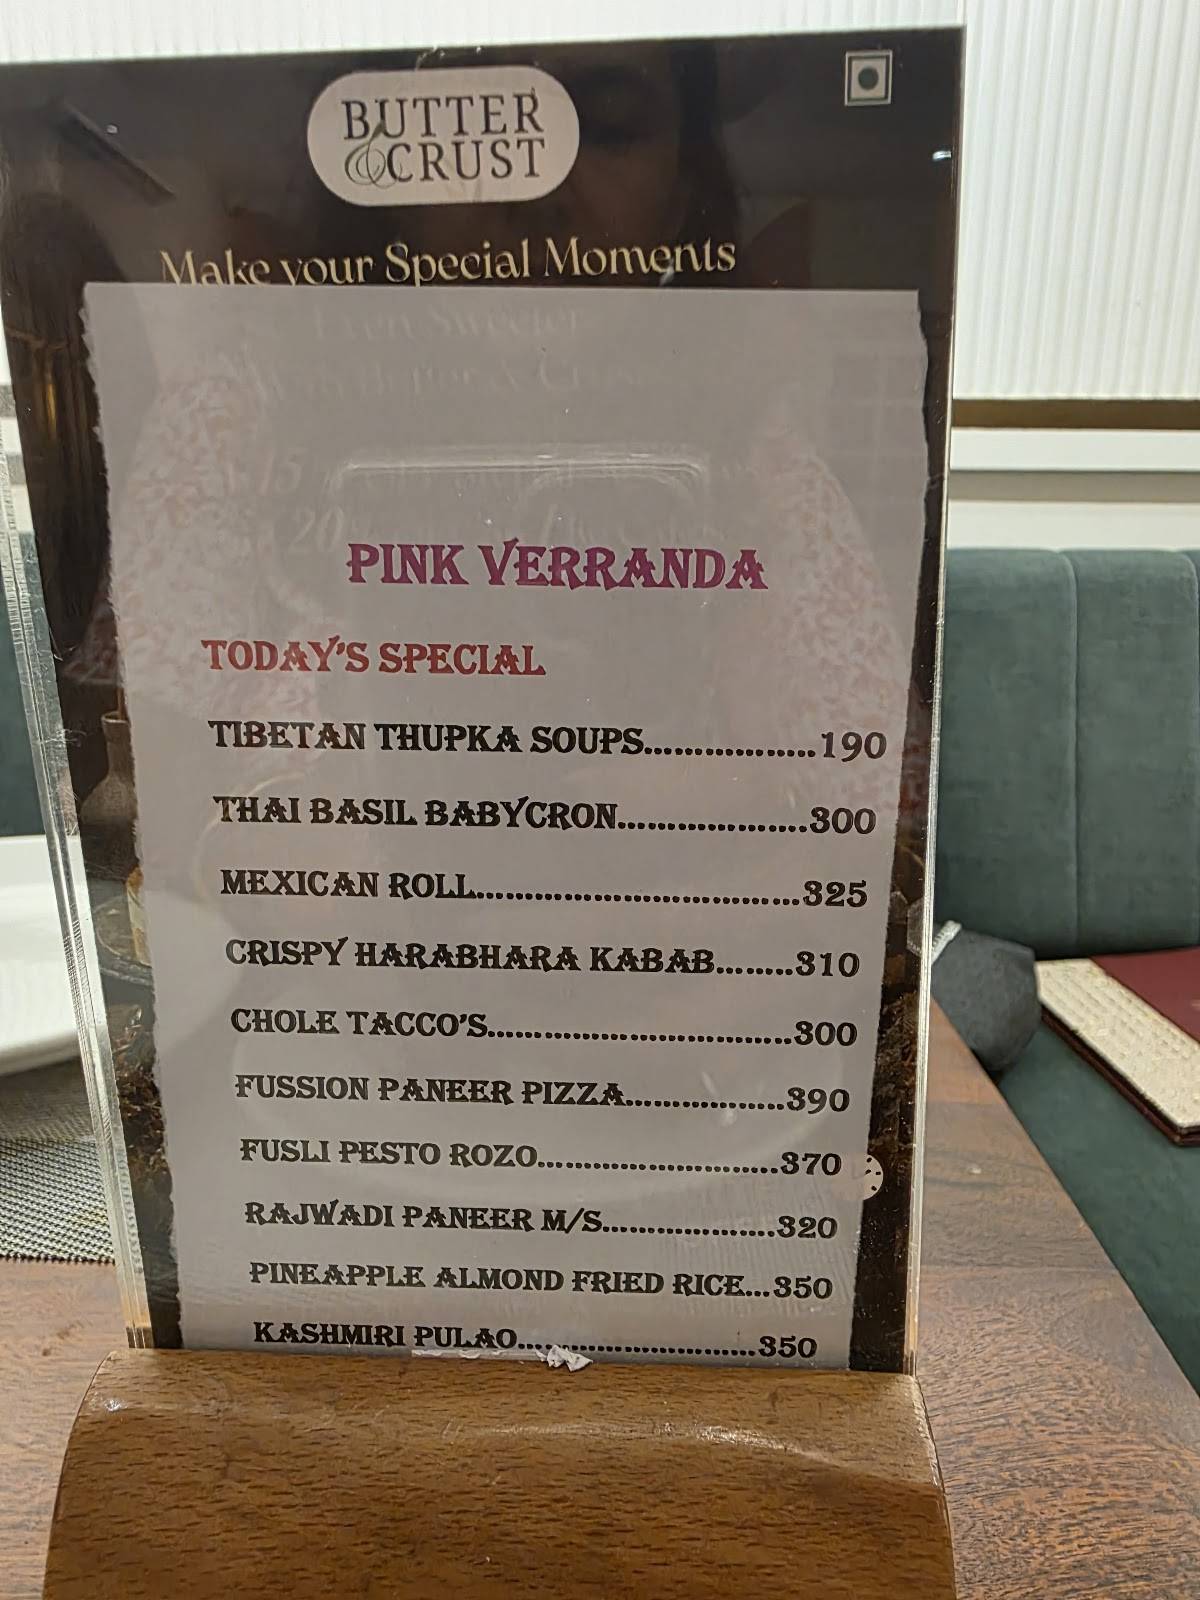 BUTTER
& CRUST
Make your Special Moments
Even Sweeter
PINK VERRANDA
TODAY'S SPECIAL
TIBETAN THUPKA SOUPS.................190
THAI BASIL BABYCRON...................300
MEXICAN ROLL.................................325
CRISPY HARABHARA KABAB........310
CHOLE TACCO'S...............................300
FUSSION PANEER PIZZA................390
FUSLI PESTO ROZO..........................370
RAJWADI PANEER M/S...................320
PINEAPPLE ALMOND FRIED RICE...350
KASHMIRI PULAO..........................350